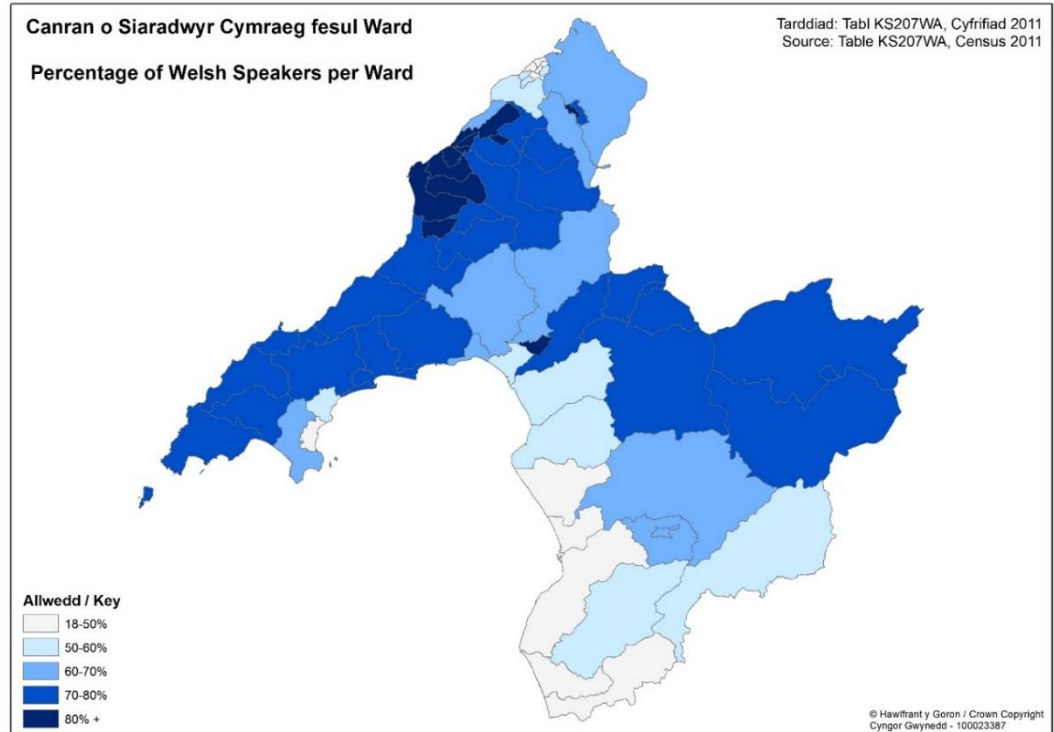 Canran o Siaradwyr Cymraeg fesul Ward
Percentage of Welsh Speakers per Ward
Tarddiad: Tabl KS207WA, Cyfrifiad 2011
Source: Table KS207WA, Census 2011
Allwedd / Key
18-50%
50-60%
60-70%
70-80%
80% +
© Hawlfrant y Goron / Crown Copyright
Cyngor Gwynedd - 100023387